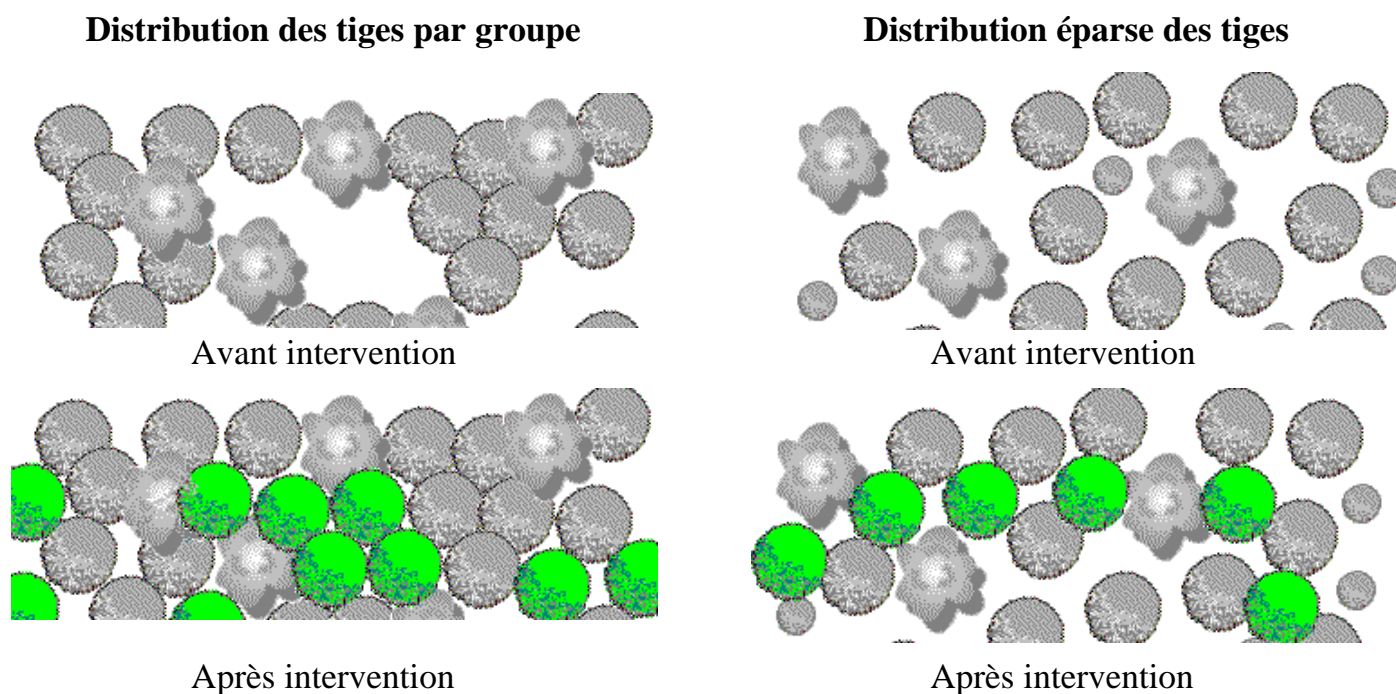 Distribution des tiges par groupe
Distribution éparse des tiges
Avant intervention
Avant intervention
Après intervention
Après intervention